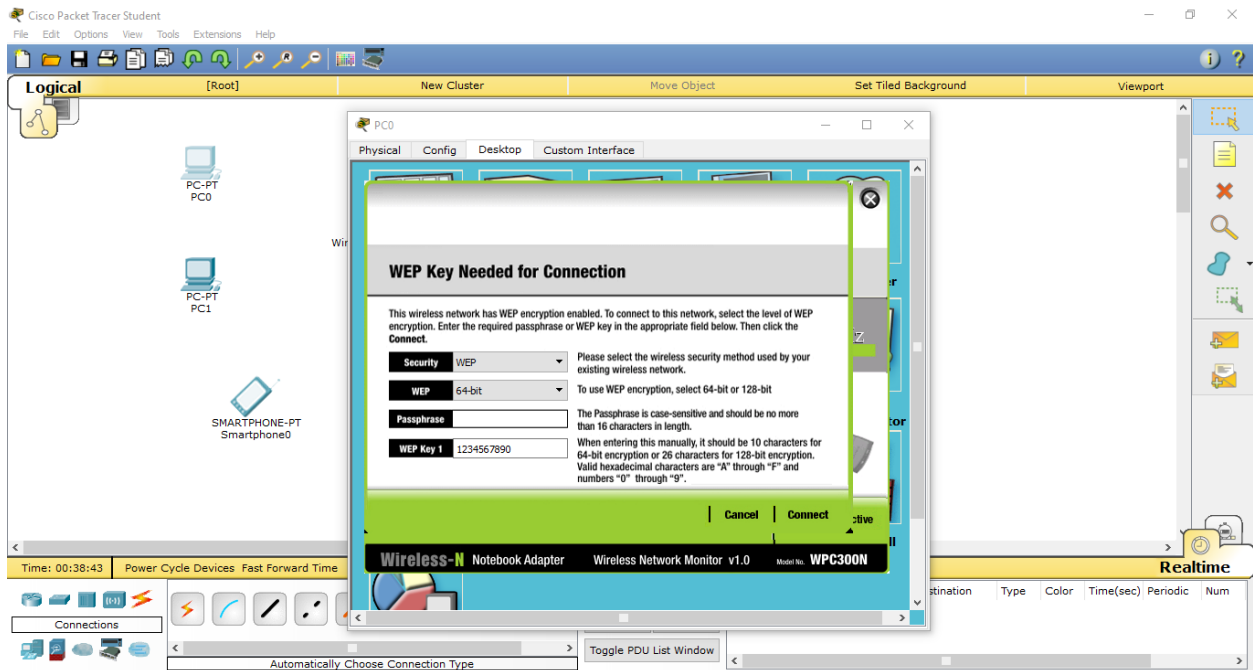 Cisco Packet Tracer Student
File Edit Options View Tools Extensions Help
Logical [Root] New Cluster Move Object Set Tiled Background Viewport
PC0
Physical Config Desktop Custom Interface
PC-PT
PC0
Wir
PC-PT
PC1
SMARTPHONE-PT
Smartphone0
WEP Key Needed for Connection
This wireless network has WEP encryption enabled. To connect to this network, select the level of WEP
encryption. Enter the required passphrase or WEP key in the appropriate field below. Then click the
Connect.
Security WEP
Please select the wireless security method used by your
existing wireless network.
WEP 64-bit
To use WEP encryption, select 64-bit or 128-bit
Passphrase
The Passphrase is case-sensitive and should be no more
than 16 characters in length.
WEP Key 1 1234567890
When entering this manually, it should be 10 characters for
64-bit encryption or 26 characters for 128-bit encryption.
Valid hexadecimal characters are "A" through "F" and
numbers "0" through "9".
Cancel Connect
ctive
Wireless-N Notebook Adapter Wireless Network Monitor v1.0 Model No. WPC300N
Time: 00:38:43 Power Cycle Devices Fast Forward Time Realtime
Connections
Automatically Choose Connection Type
Toggle PDU List Window
stination Type Color Time(sec) Periodic Num